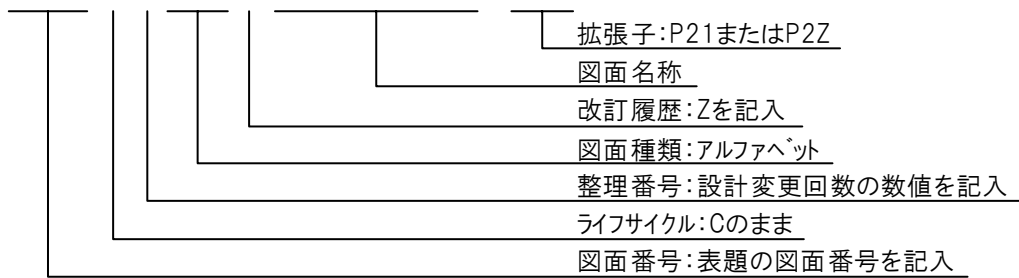 拡張子:P21またはP2Z
図面名称
改訂履歴:Zを記入
図面種類:アルファベット
整理番号:設計変更回数の数値を記入
ライフサイクル:Cのまま
図面番号:表題の図面番号を記入